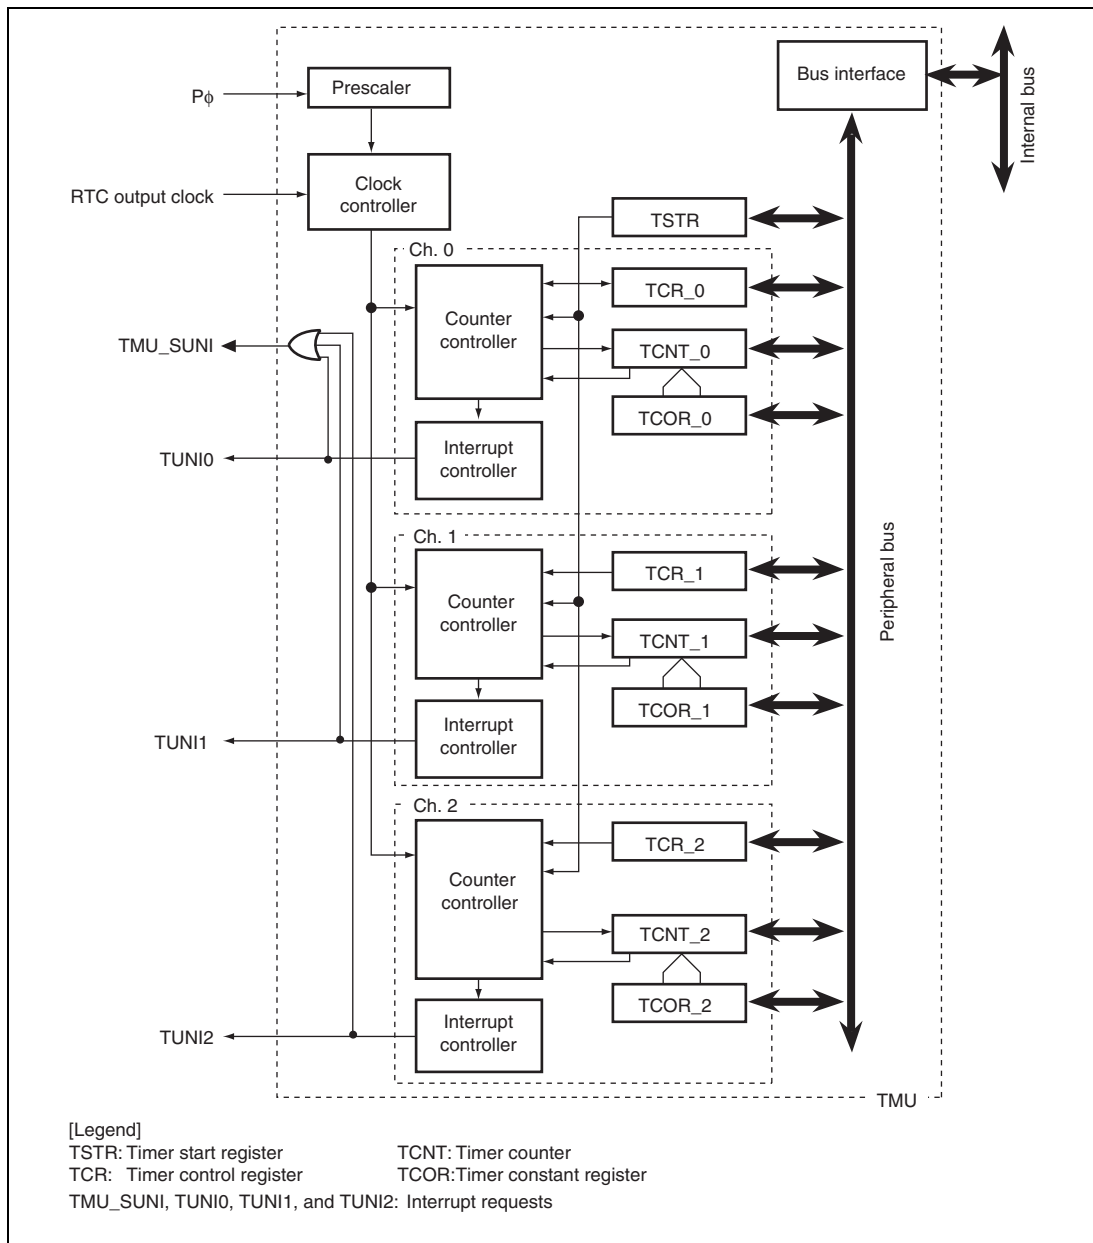 Bus interface
Internal bus
Prescaler
Pϕ
Clock
controller
RTC output clock
TSTR
Ch. 0
Counter
controller
TCR_0
TMU_SUNI
TCNT_0
TCOR_0
Interrupt
controller
TUNI0
Ch. 1
Counter
controller
TCR_1
TCNT_1
TCOR_1
Interrupt
controller
TUNI1
Peripheral bus
Ch. 2
Counter
controller
TCR_2
TCNT_2
TCOR_2
Interrupt
controller
TUNI2
TMU
[Legend]
TSTR: Timer start register
TCNT: Timer counter
TCR: Timer control register
TCOR:Timer constant register
TMU_SUNI, TUNI0, TUNI1, and TUNI2: Interrupt requests